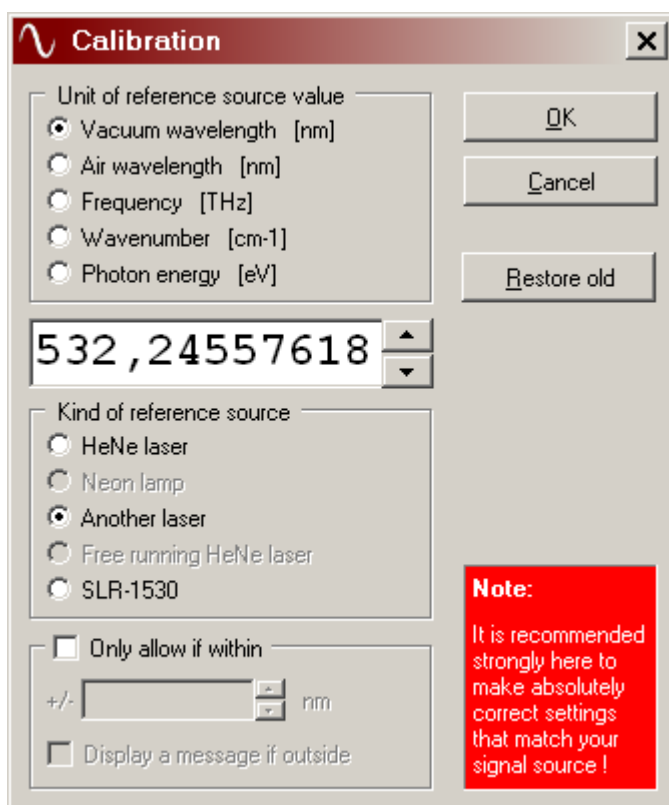 Calibration
Unit of reference source value
Vacuum wavelength [nm]
Air wavelength [nm]
Frequency [THz]
Wavenumber [cm-1]
Photon energy [eV]
OK
Cancel
Restore old
532,24557618
Kind of reference source
HeNe laser
Neon lamp
Another laser
Free running HeNe laser
SLR-1530
Only allow if within
+/- nm
Display a message if outside
Note:
It is recommended
strongly here to
make absolutely
correct settings
that match your
signal source !